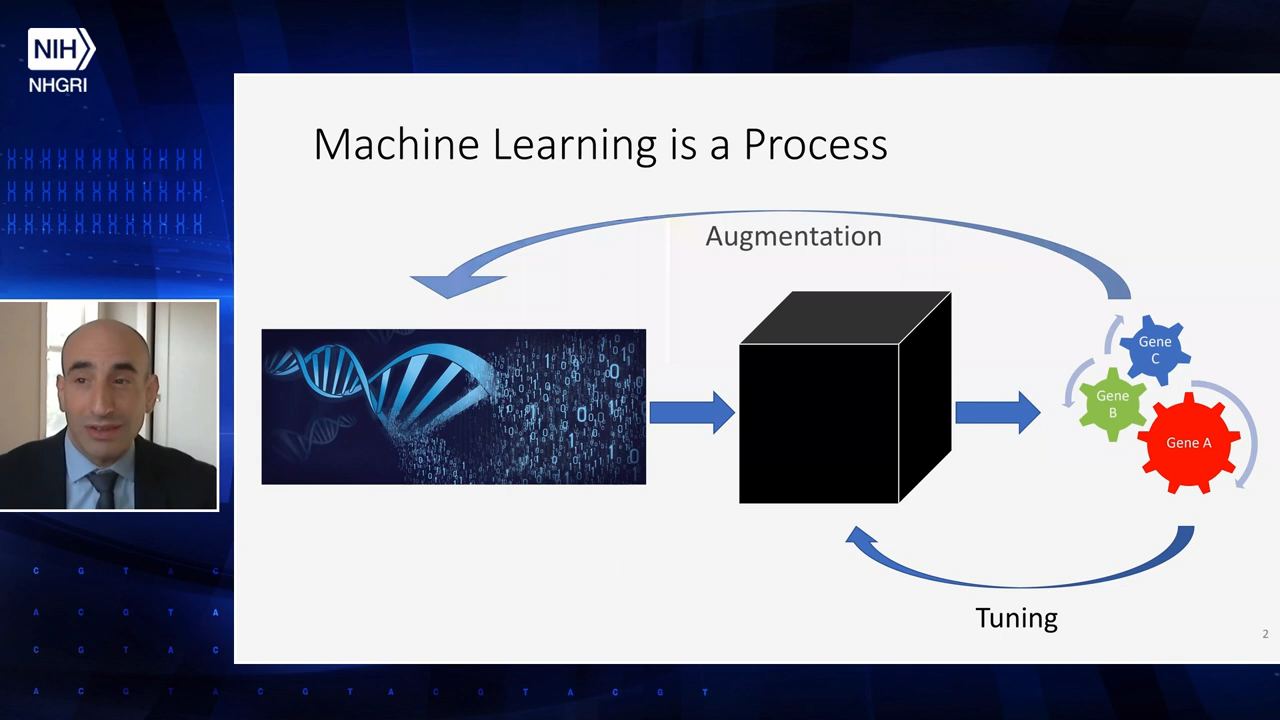 NIH
NHGRI
Machine Learning is a Process
Augmentation
Gene
C
Gene
B
Gene A
Tuning
2
C G T A C
A C G T A
C G T A C
A C G T A C G T A C G T A C G T